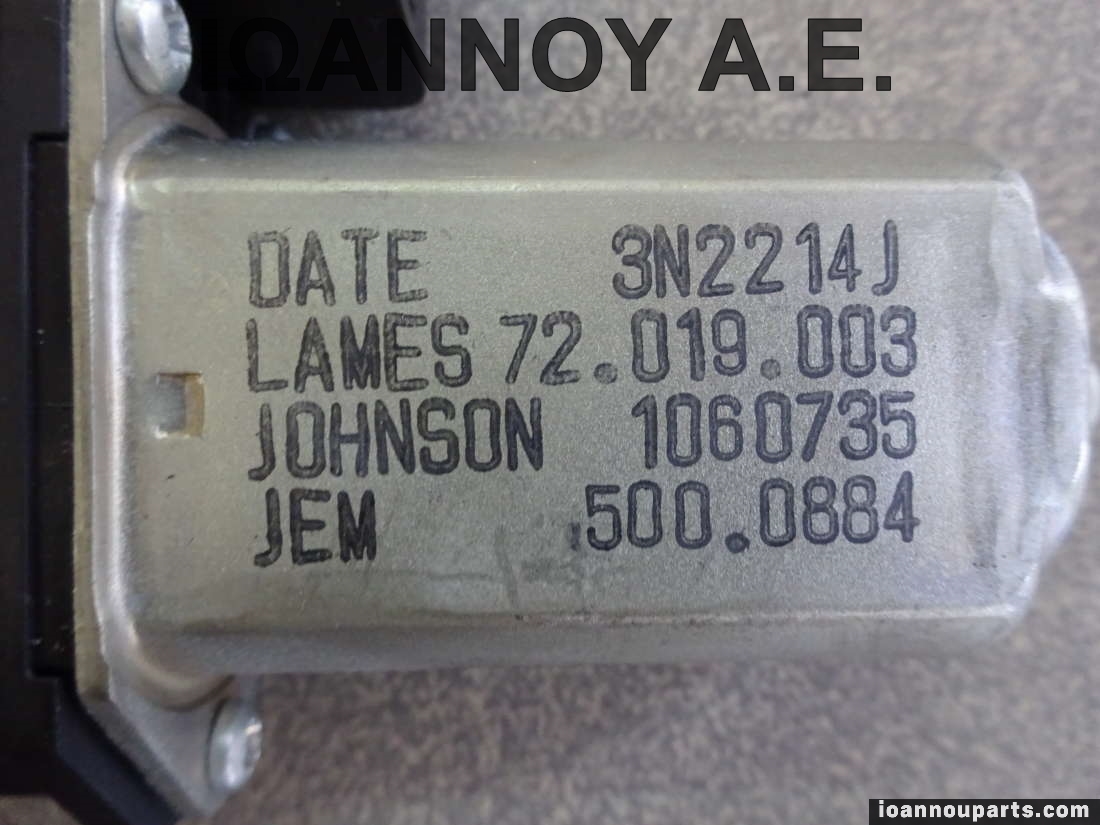 ΙΩΑΝΝΟΥ Α.Ε.
DATE 3N2214J
LAMES 72.019.003
JOHNSON 1060735
JEM 500.0884
ioannouparts.com